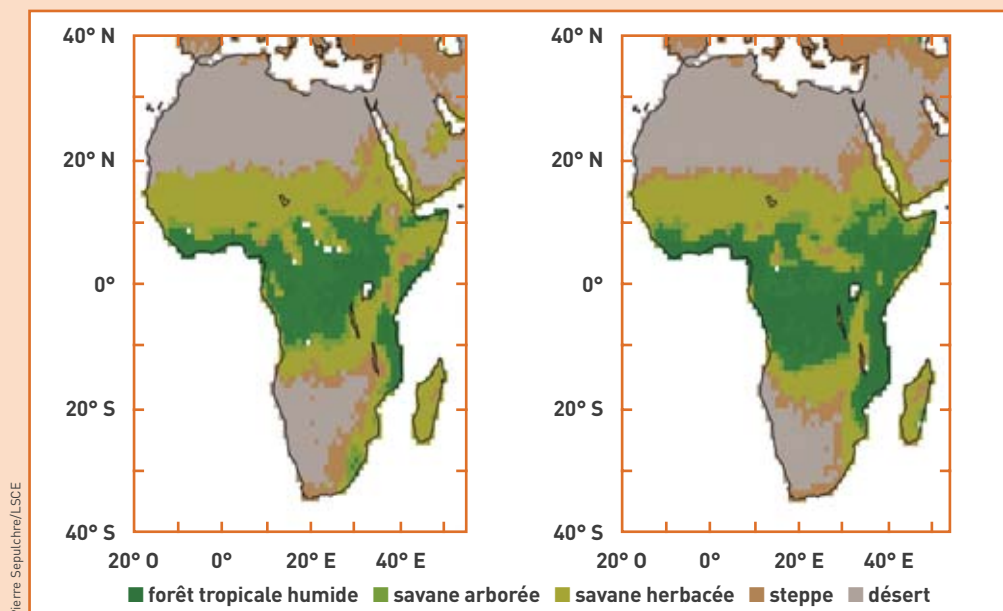 40° N
20° N
0°
20° S
40° S
20° O
0°
20° E
40° E
40° N
20° N
0°
20° S
40° S
20° O
0°
20° E
40° E
forêt tropicale humide savane arborée savane herbacée steppe désert
ierre Sepulchre/LSCE